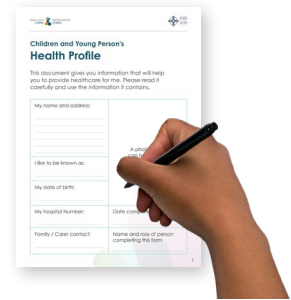 Children and Young Person's
Health Profile
This document gives you information that will help
you to provide healthcare for me. Please read it
carefully and use the information it contains.
My name and address:
A photo
I like to be known as:
My date of birth:
My hospital Number:
Date comp
Family / Carer contact:
Name and role of person
completing this form
1